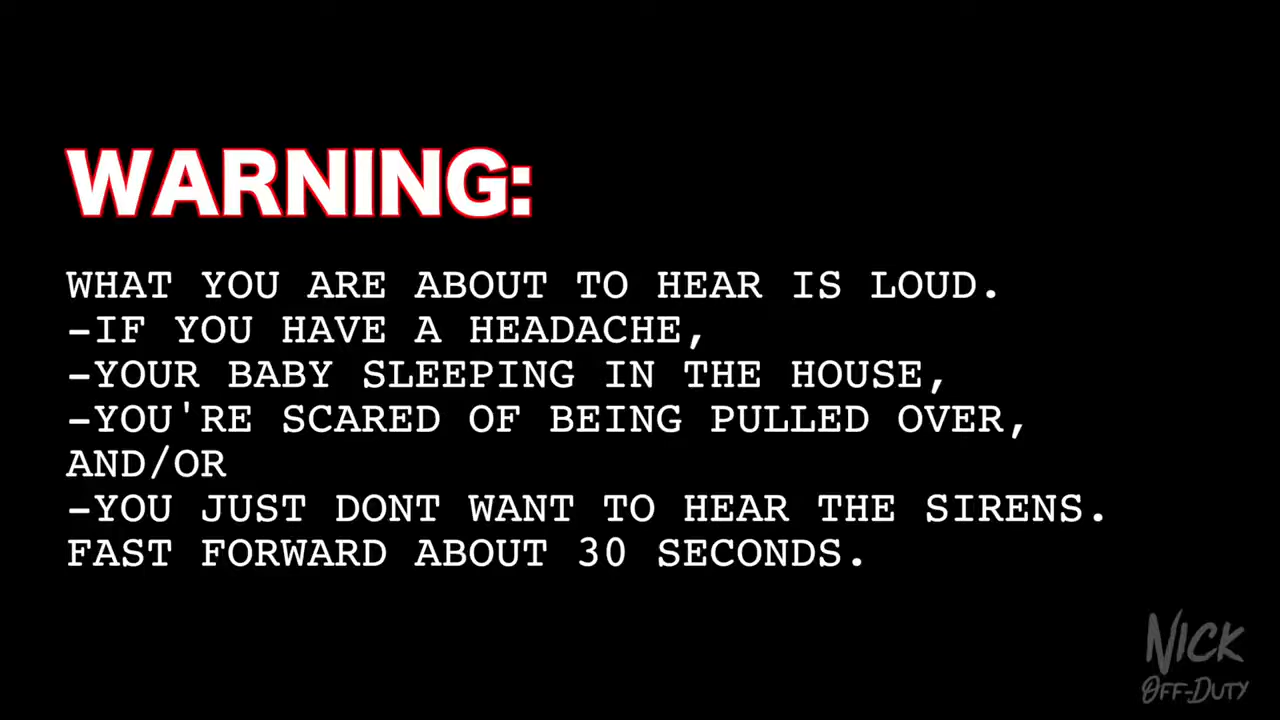 WARNING:
WHAT YOU ARE ABOUT TO HEAR IS LOUD.
-IF YOU HAVE A HEADACHE,
-YOUR BABY SLEEPING IN THE HOUSE,
-YOU'RE SCARED OF BEING PULLED OVER,
AND/OR
-YOU JUST DONT WANT TO HEAR THE SIRENS.
FAST FORWARD ABOUT 30 SECONDS.
NICK
OFF-DUTY